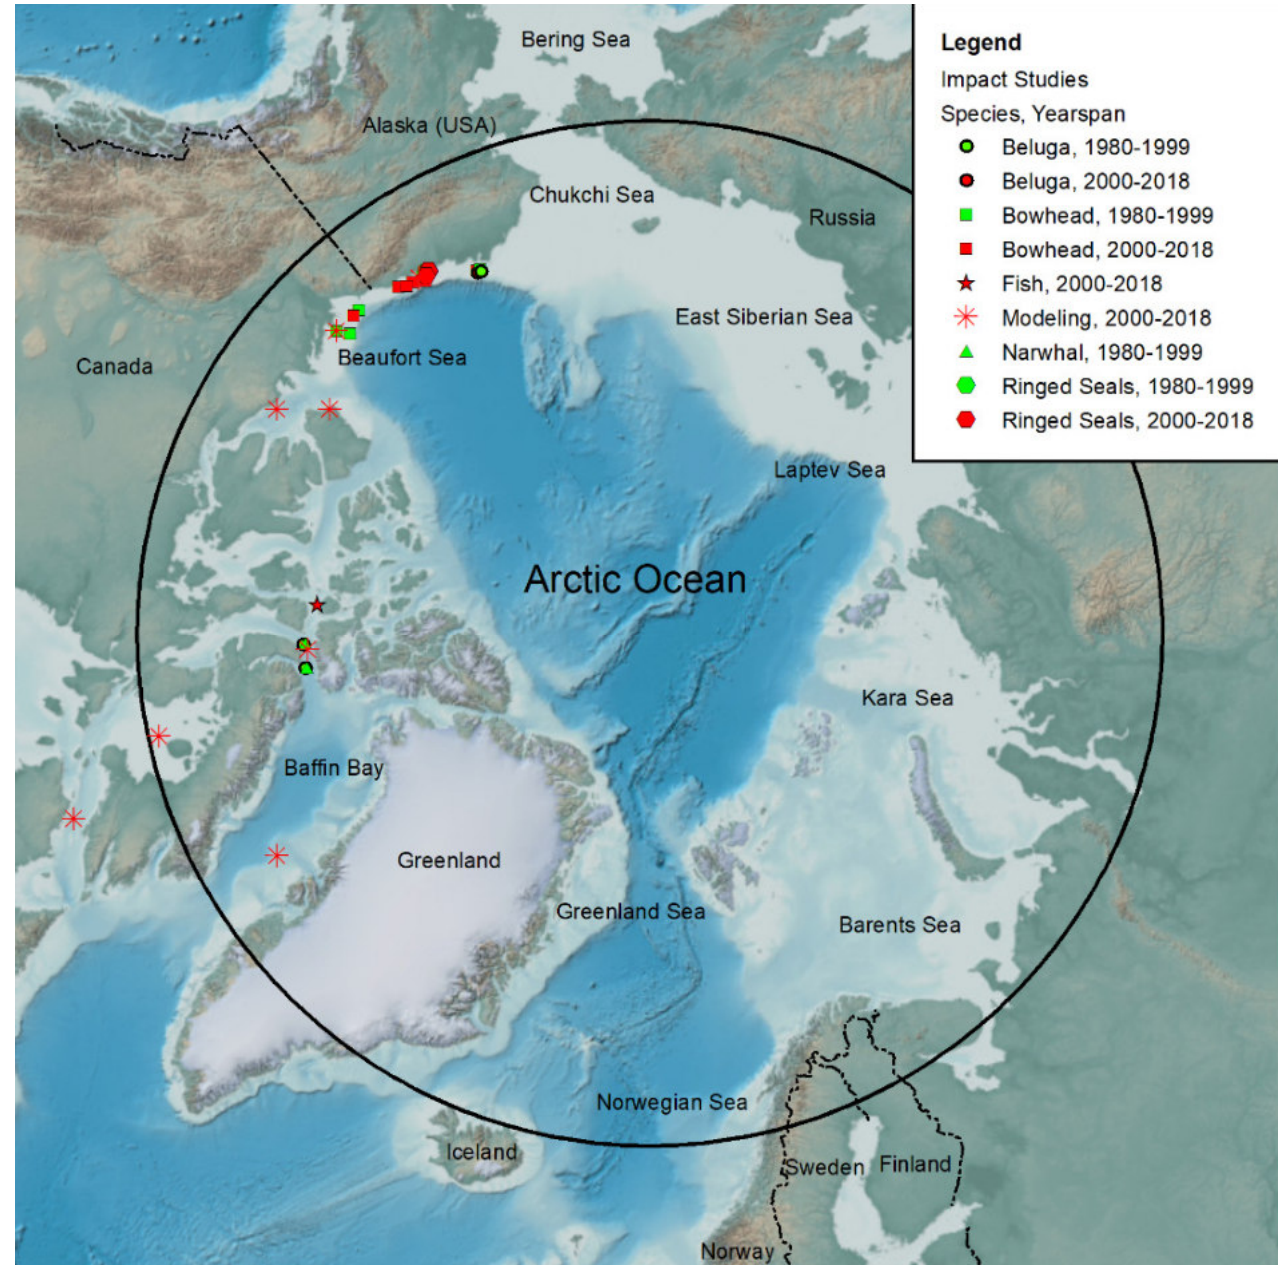 Bering Sea
Legend
Impact Studies
Species, Yearspan
Beluga, 1980-1999
Beluga, 2000-2018
Bowhead, 1980-1999
Bowhead, 2000-2018
Fish, 2000-2018
Modeling, 2000-2018
Narwhal, 1980-1999
Ringed Seals, 1980-1999
Ringed Seals, 2000-2018
Alaska (USA)
Chukchi Sea
Russia
East Siberian Sea
Canada
Beaufort Sea
Laptev Sea
Arctic Ocean
Kara Sea
Baffin Bay
Greenland
Greenland Sea
Barents Sea
Norwegian Sea
Iceland
Sweden
Finland
Norway